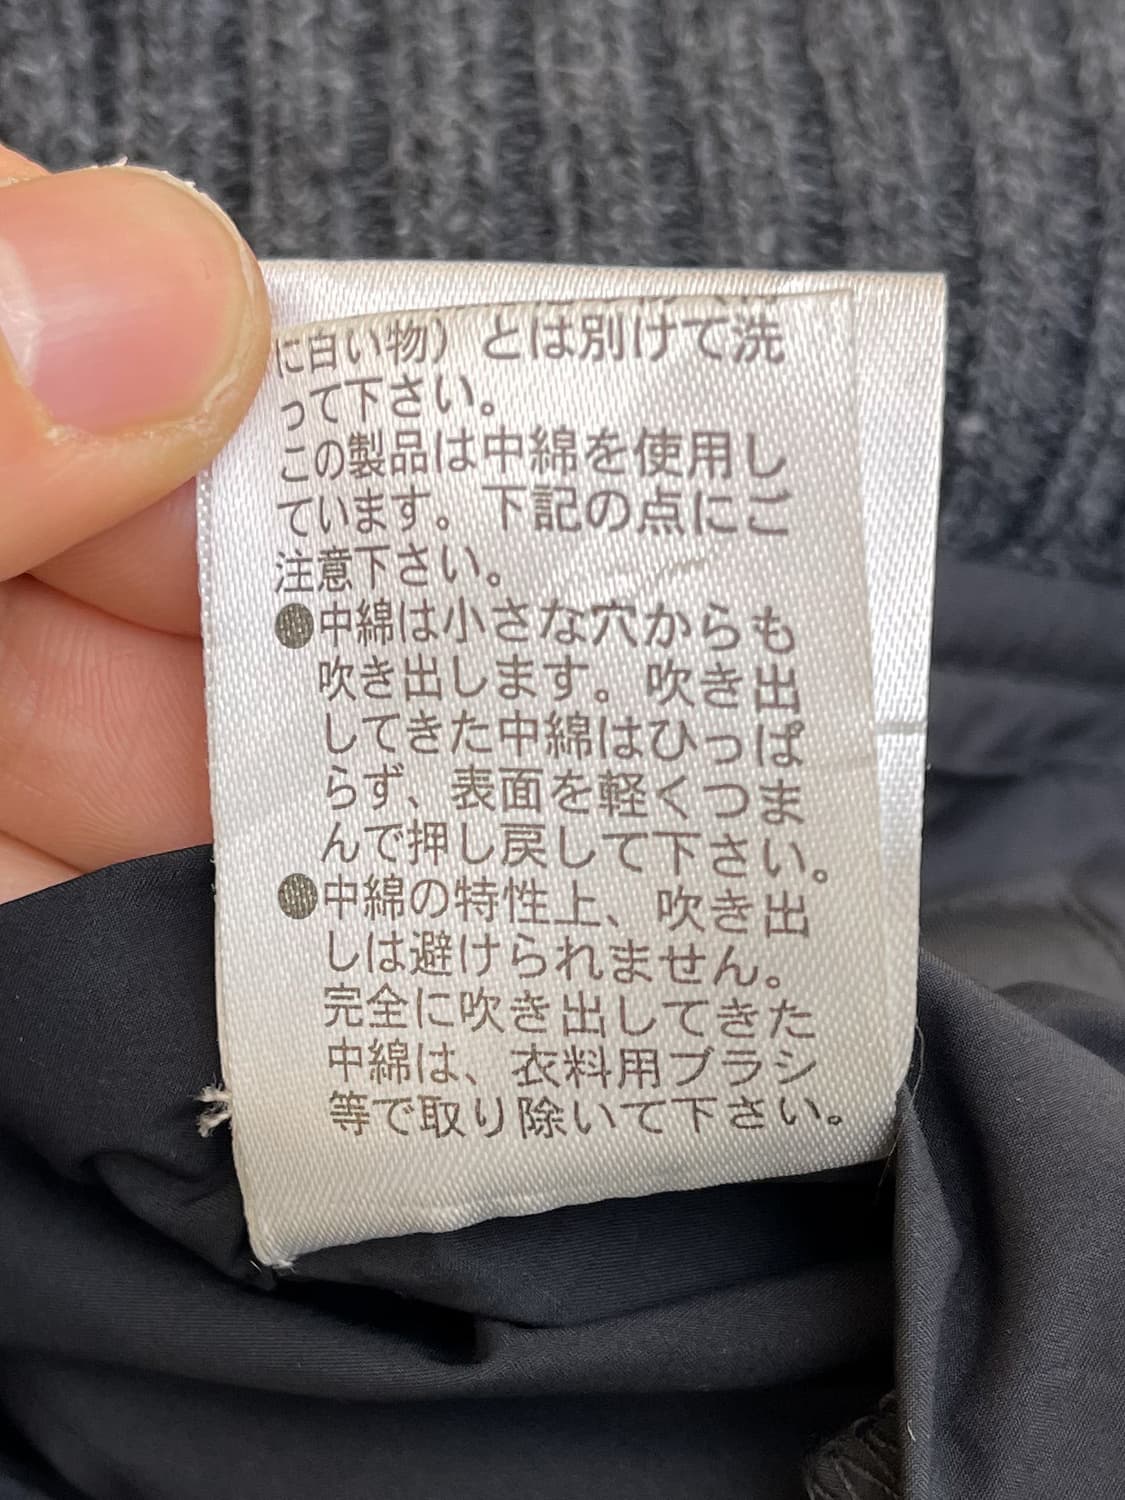 に白い物）とは別けて洗
って下さい。
この製品は中綿を使用し
ています。下記の点にご
注意下さい。
●中綿は小さな穴からも
吹き出します。吹き出
してきた中綿はひっぱ
らず、表面を軽くつま
んで押し戻して下さい。
●中綿の特性上、吹き出
しは避けられません。
完全に吹き出してきた
中綿は、衣料用ブラシ
等で取り除いて下さい。